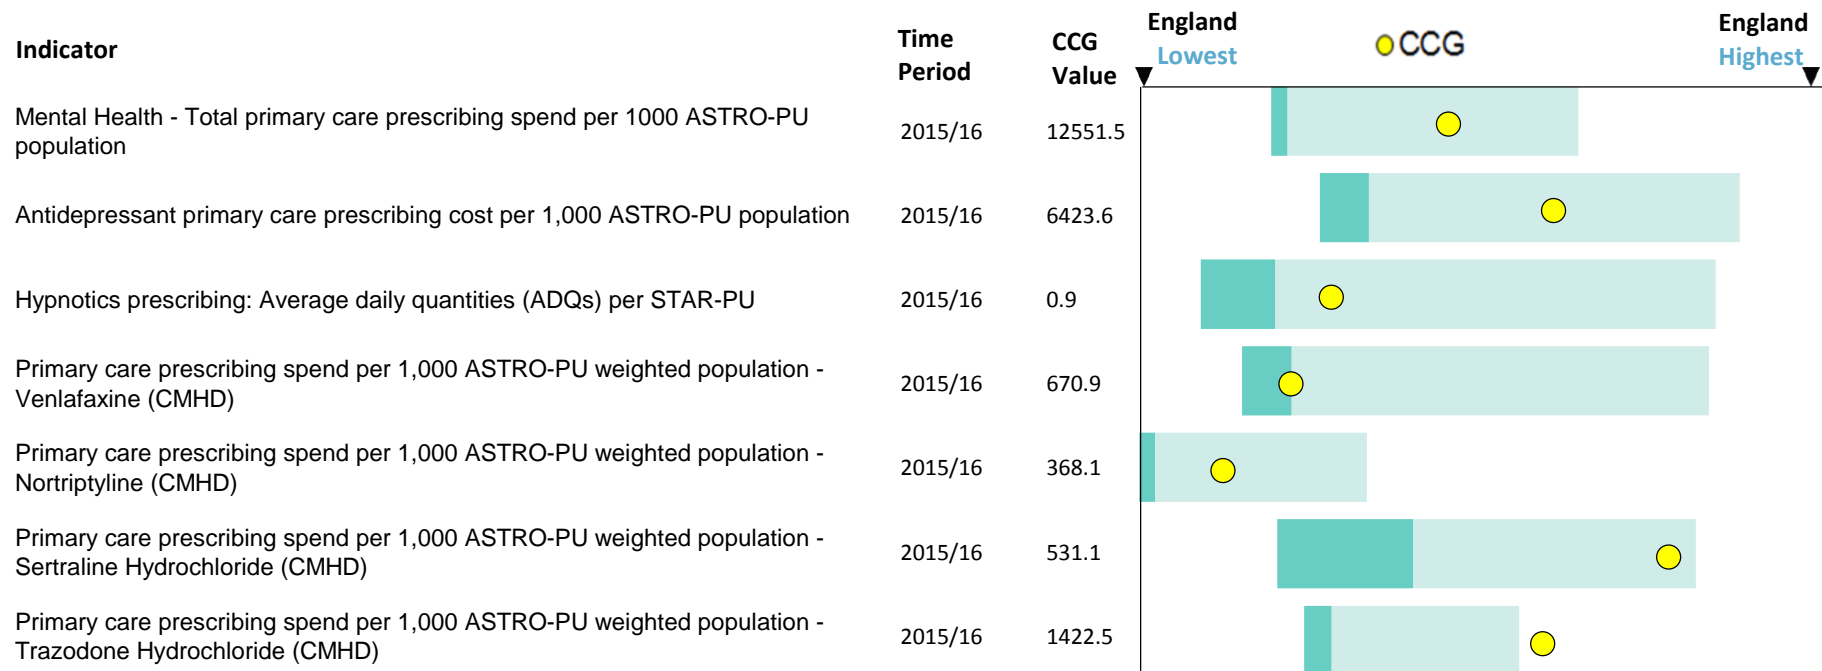 Indicator
Time
Period
CCG
Value
England
Lowest
CCG
England
Highest
Mental Health - Total primary care prescribing spend per 1000 ASTRO-PU
population
2015/16
12551.5
Antidepressant primary care prescribing cost per 1,000 ASTRO-PU population
2015/16
6423.6
Hypnotics prescribing: Average daily quantities (ADQs) per STAR-PU
2015/16
0.9
Primary care prescribing spend per 1,000 ASTRO-PU weighted population -
Venlafaxine (CMHD)
2015/16
670.9
Primary care prescribing spend per 1,000 ASTRO-PU weighted population -
Nortriptyline (CMHD)
2015/16
368.1
Primary care prescribing spend per 1,000 ASTRO-PU weighted population -
Sertraline Hydrochloride (CMHD)
2015/16
531.1
Primary care prescribing spend per 1,000 ASTRO-PU weighted population -
Trazodone Hydrochloride (CMHD)
2015/16
1422.5